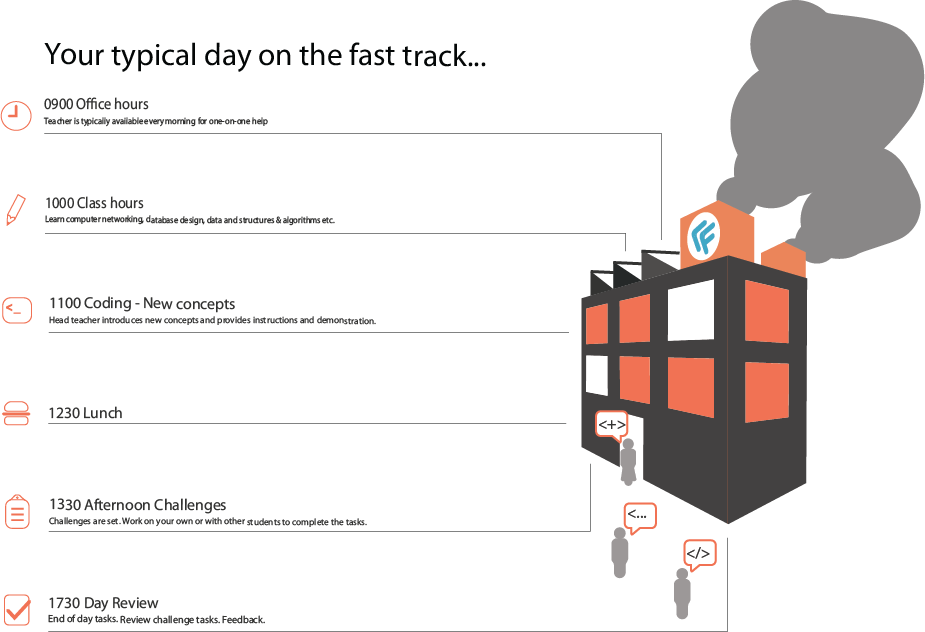 Your typical day on the fast track...
0900 Office hours
Teacher is typically available every morning for one-on-one help
1000 Class hours
Learn computer networking, database design, data and structures & algorithms etc.
1100 Coding - New concepts
Head teacher introduces new concepts and provides instructions and demonstration.
<_
1230 Lunch
<+>
1330 Afternoon Challenges
Challenges are set. Work on your own or with other students to complete the tasks.
<...
</>
1730 Day Review
End of day tasks. Review challenge tasks. Feedback.